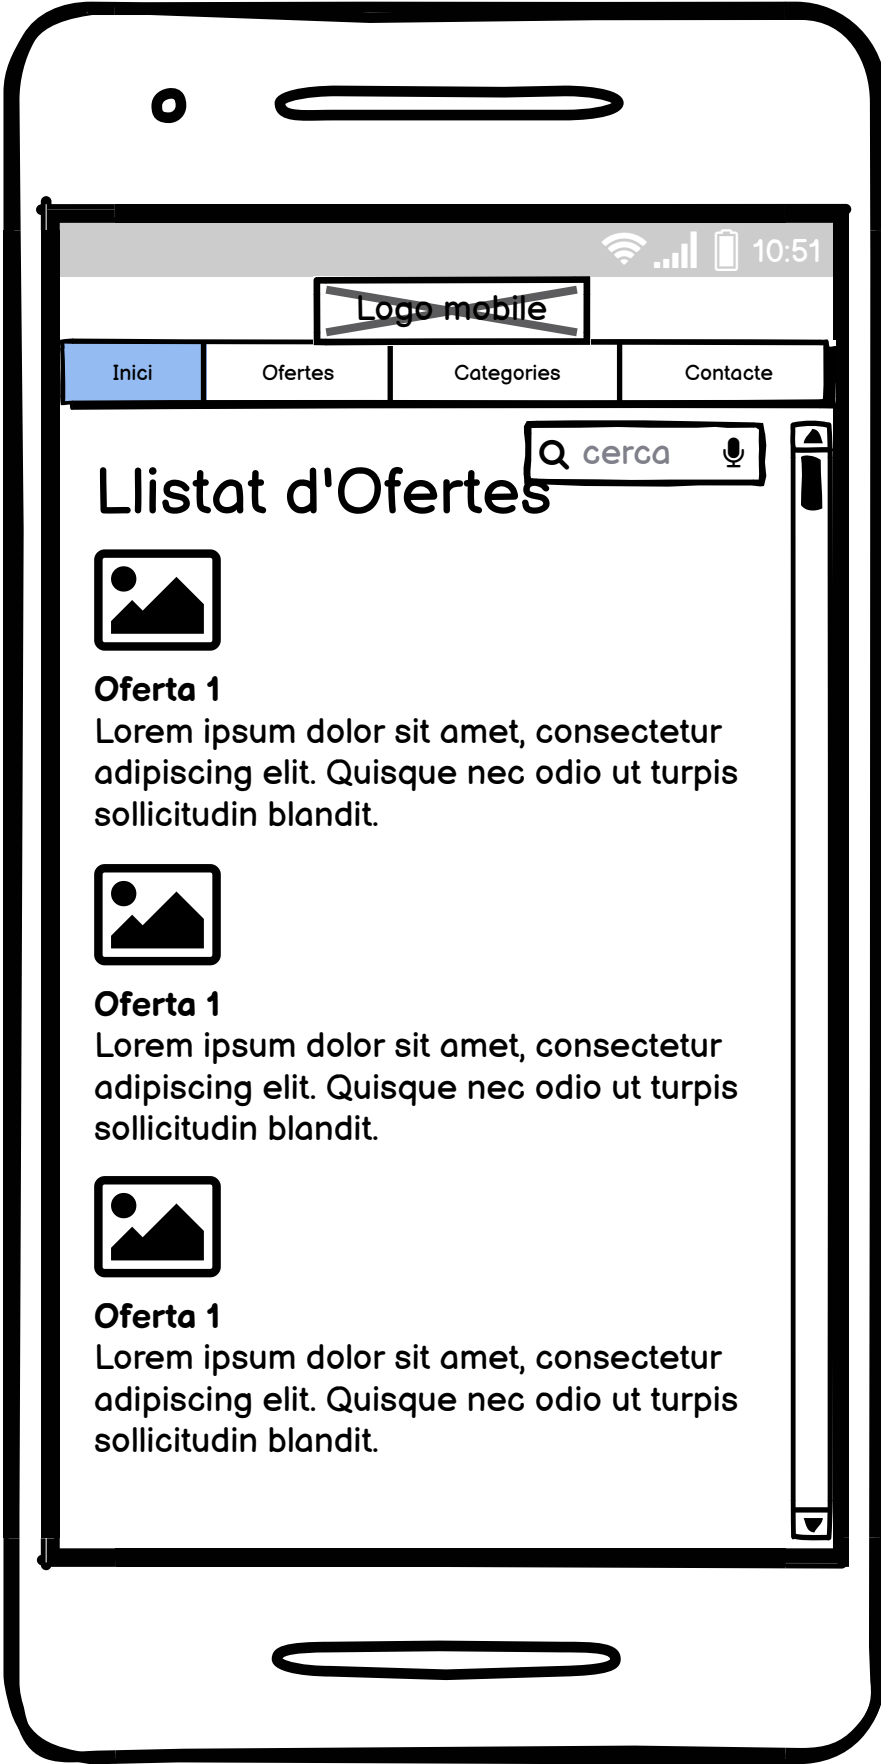 10:51
Logo mobile
Inici Ofertes Categories Contacte
cerca
Llistat d'Ofertes
Oferta 1
Lorem ipsum dolor sit amet, consectetur
adipiscing elit. Quisque nec odio ut turpis
sollicitudin blandit.
Oferta 1
Lorem ipsum dolor sit amet, consectetur
adipiscing elit. Quisque nec odio ut turpis
sollicitudin blandit.
Oferta 1
Lorem ipsum dolor sit amet, consectetur
adipiscing elit. Quisque nec odio ut turpis
sollicitudin blandit.